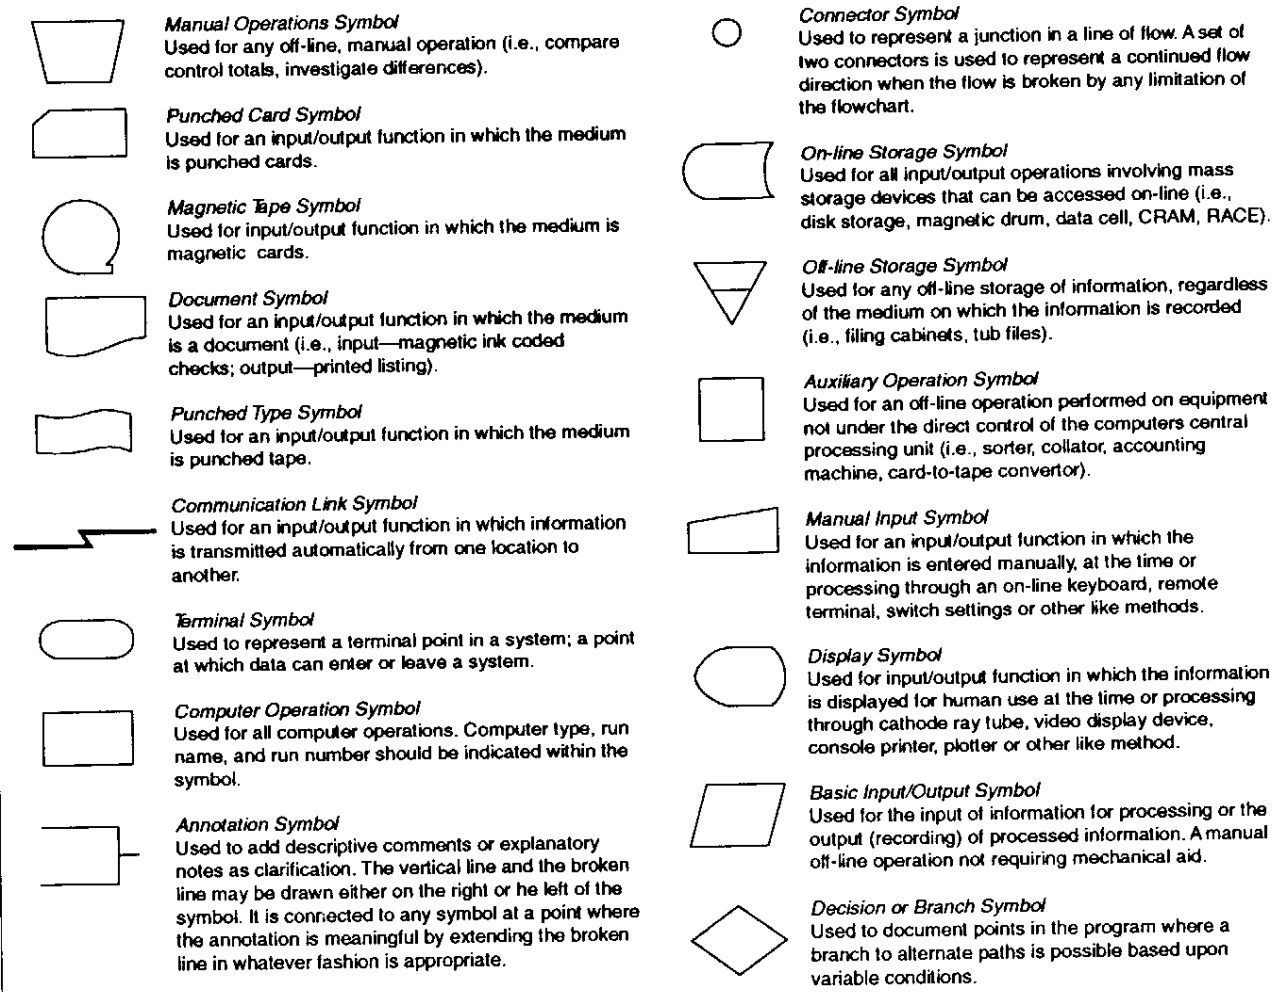 Manual Operations Symbol
Used for any off-line, manual operation (i.e., compare
control totals, investigate differences).
Punched Card Symbol
Used for an input/output function in which the medium
is punched cards.
Magnetic Tape Symbol
Used for input/output function in which the medium is
magnetic cards.
Document Symbol
Used for an input/output function in which the medium
is a document (i.e., input—magnetic ink coded
checks; output—printed listing).
Punched Type Symbol
Used for an input/output function in which the medium
is punched tape.
Communication Link Symbol
Used for an input/output function in which information
is transmitted automatically from one location to
another.
Terminal Symbol
Used to represent a terminal point in a system; a point
at which data can enter or leave a system.
Computer Operation Symbol
Used for all computer operations. Computer type, run
name, and run number should be indicated within the
symbol.
Annotation Symbol
Used to add descriptive comments or explanatory
notes as clarification. The vertical line and the broken
line may be drawn either on the right or he left of the
symbol. It is connected to any symbol at a point where
the annotation is meaningful by extending the broken
line in whatever fashion is appropriate.
Connector Symbol
Used to represent a junction in a line of flow. A set of
two connectors is used to represent a continued flow
direction when the flow is broken by any limitation of
the flowchart.
On-line Storage Symbol
Used for all input/output operations involving mass
storage devices that can be accessed on-line (i.e.,
disk storage, magnetic drum, data cell, CRAM, RACE).
Off-line Storage Symbol
Used for any off-line storage of information, regardless
of the medium on which the information is recorded
(i.e., filing cabinets, tub files).
Auxiliary Operation Symbol
Used for an off-line operation performed on equipment
not under the direct control of the computers central
processing unit (i.e., sorter, collator, accounting
machine, card-to-tape convertor).
Manual Input Symbol
Used for an input/output function in which the
information is entered manually, at the time or
processing through an on-line keyboard, remote
terminal, switch settings or other like methods.
Display Symbol
Used for input/output function in which the information
is displayed for human use at the time or processing
through cathode ray tube, video display device,
console printer, plotter or other like method.
Basic Input/Output Symbol
Used for the input of information for processing or the
output (recording) of processed information. A manual
off-line operation not requiring mechanical aid.
Decision or Branch Symbol
Used to document points in the program where a
branch to alternate paths is possible based upon
variable conditions.